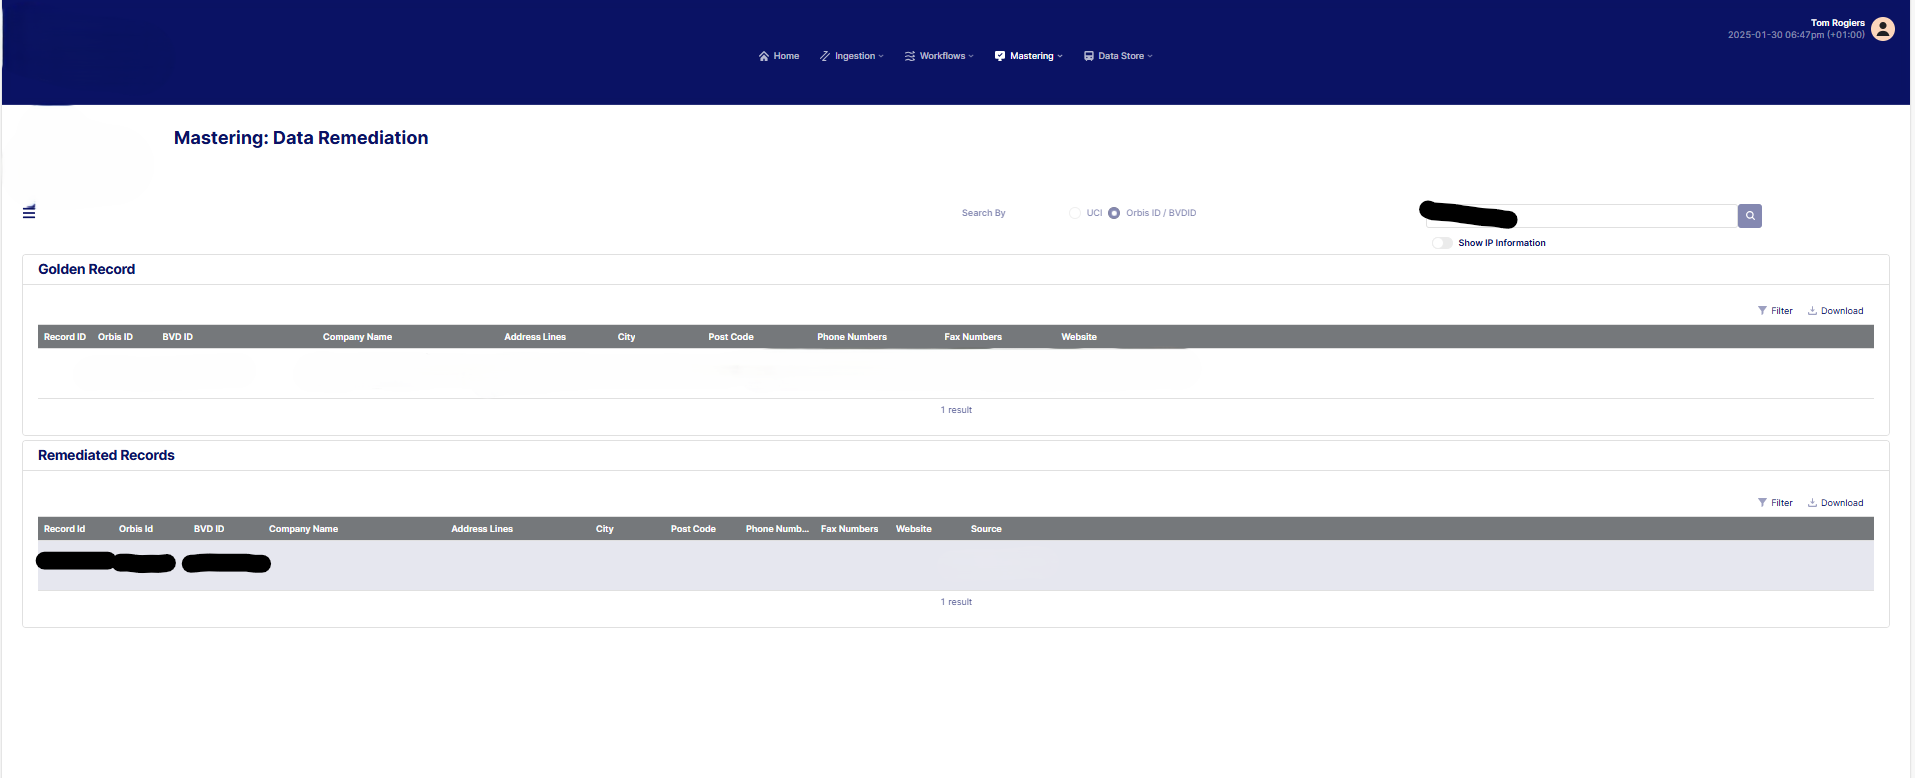 Tom Rogiers
2025-01-30 06:47pm (+01:00)
Home Ingestion Workflows Mastering Data Store
Mastering: Data Remediation
Search By UCI Orbis ID / BVDID
Show IP Information
Golden Record
Filter Download
Record ID Orbis ID BVD ID Company Name Address Lines City Post Code Phone Numbers Fax Numbers Website
1 result
Remediated Records
Filter Download
Record Id Orbis Id BVD ID Company Name Address Lines City Post Code Phone Numb... Fax Numbers Website Source
1 result